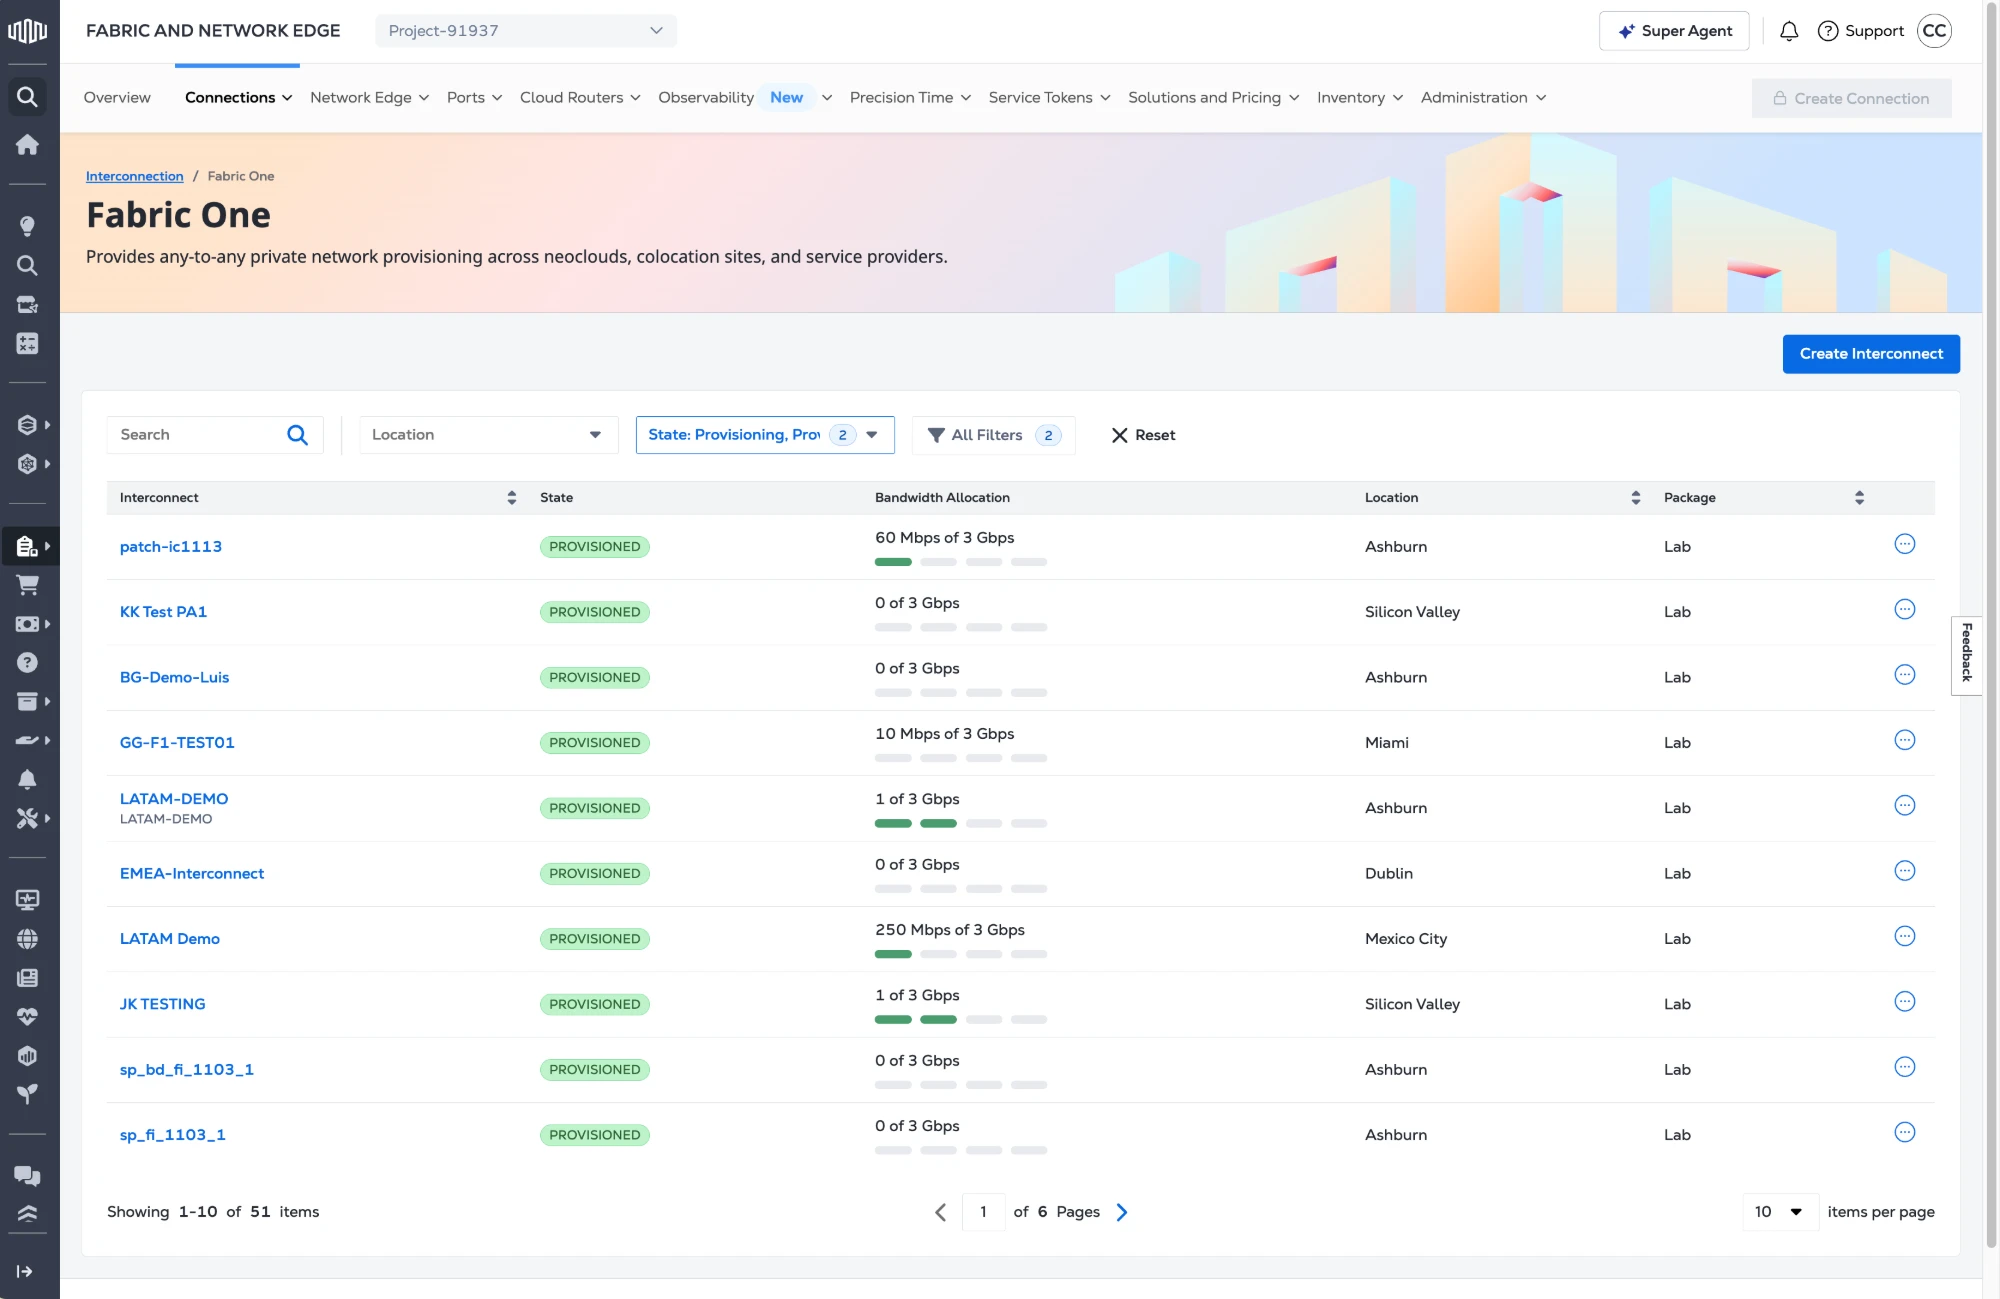 FABRIC AND NETWORK EDGE
Project-91937
Super Agent
Support
CC
Overview
Connections
Network Edge
Ports
Cloud Routers
Observability
New
Precision Time
Service Tokens
Solutions and Pricing
Inventory
Administration
Create Connection
Interconnection / Fabric One
Fabric One
Provides any-to-any private network provisioning across neoclouds, colocation sites, and service providers.
Create Interconnect
Search
Location
State: Provisioning, Prov
2
All Filters
2
Reset
Interconnect State Bandwidth Allocation Location Package
patch-ic1113 PROVISIONED 60 Mbps of 3 Gbps Ashburn Lab
KK Test PA1 PROVISIONED 0 of 3 Gbps Silicon Valley Lab
BG-Demo-Luis PROVISIONED 0 of 3 Gbps Ashburn Lab
GG-F1-TEST01 PROVISIONED 10 Mbps of 3 Gbps Miami Lab
LATAM-DEMO PROVISIONED 1 of 3 Gbps Ashburn Lab
LATAM-DEMO
EMEA-Interconnect PROVISIONED 0 of 3 Gbps Dublin Lab
LATAM Demo PROVISIONED 250 Mbps of 3 Gbps Mexico City Lab
JK TESTING PROVISIONED 1 of 3 Gbps Silicon Valley Lab
sp_bd_fi_1103_1 PROVISIONED 0 of 3 Gbps Ashburn Lab
sp_fi_1103_1 PROVISIONED 0 of 3 Gbps Ashburn Lab
Feedback
Showing 1-10 of 51 items
1 of 6 Pages
10 items per page